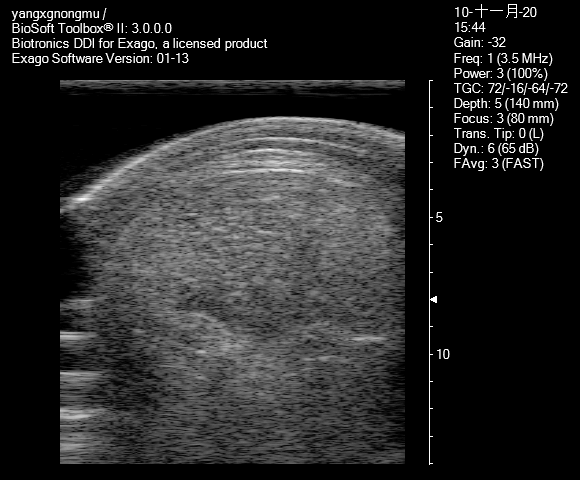 yangxgnongmu /
BioSoft Toolbox® II: 3.0.0.0
Biotronics DDI for Exago, a licensed product
Exago Software Version: 01-13
10-十一月-20
15:44
Gain: -32
Freq: 1 (3.5 MHz)
Power: 3 (100%)
TGC: 72/-16/-64/-72
Depth: 5 (140 mm)
Focus: 3 (80 mm)
Trans. Tip: 0 (L)
Dyn.: 6 (65 dB)
FAvg: 3 (FAST)
5
10